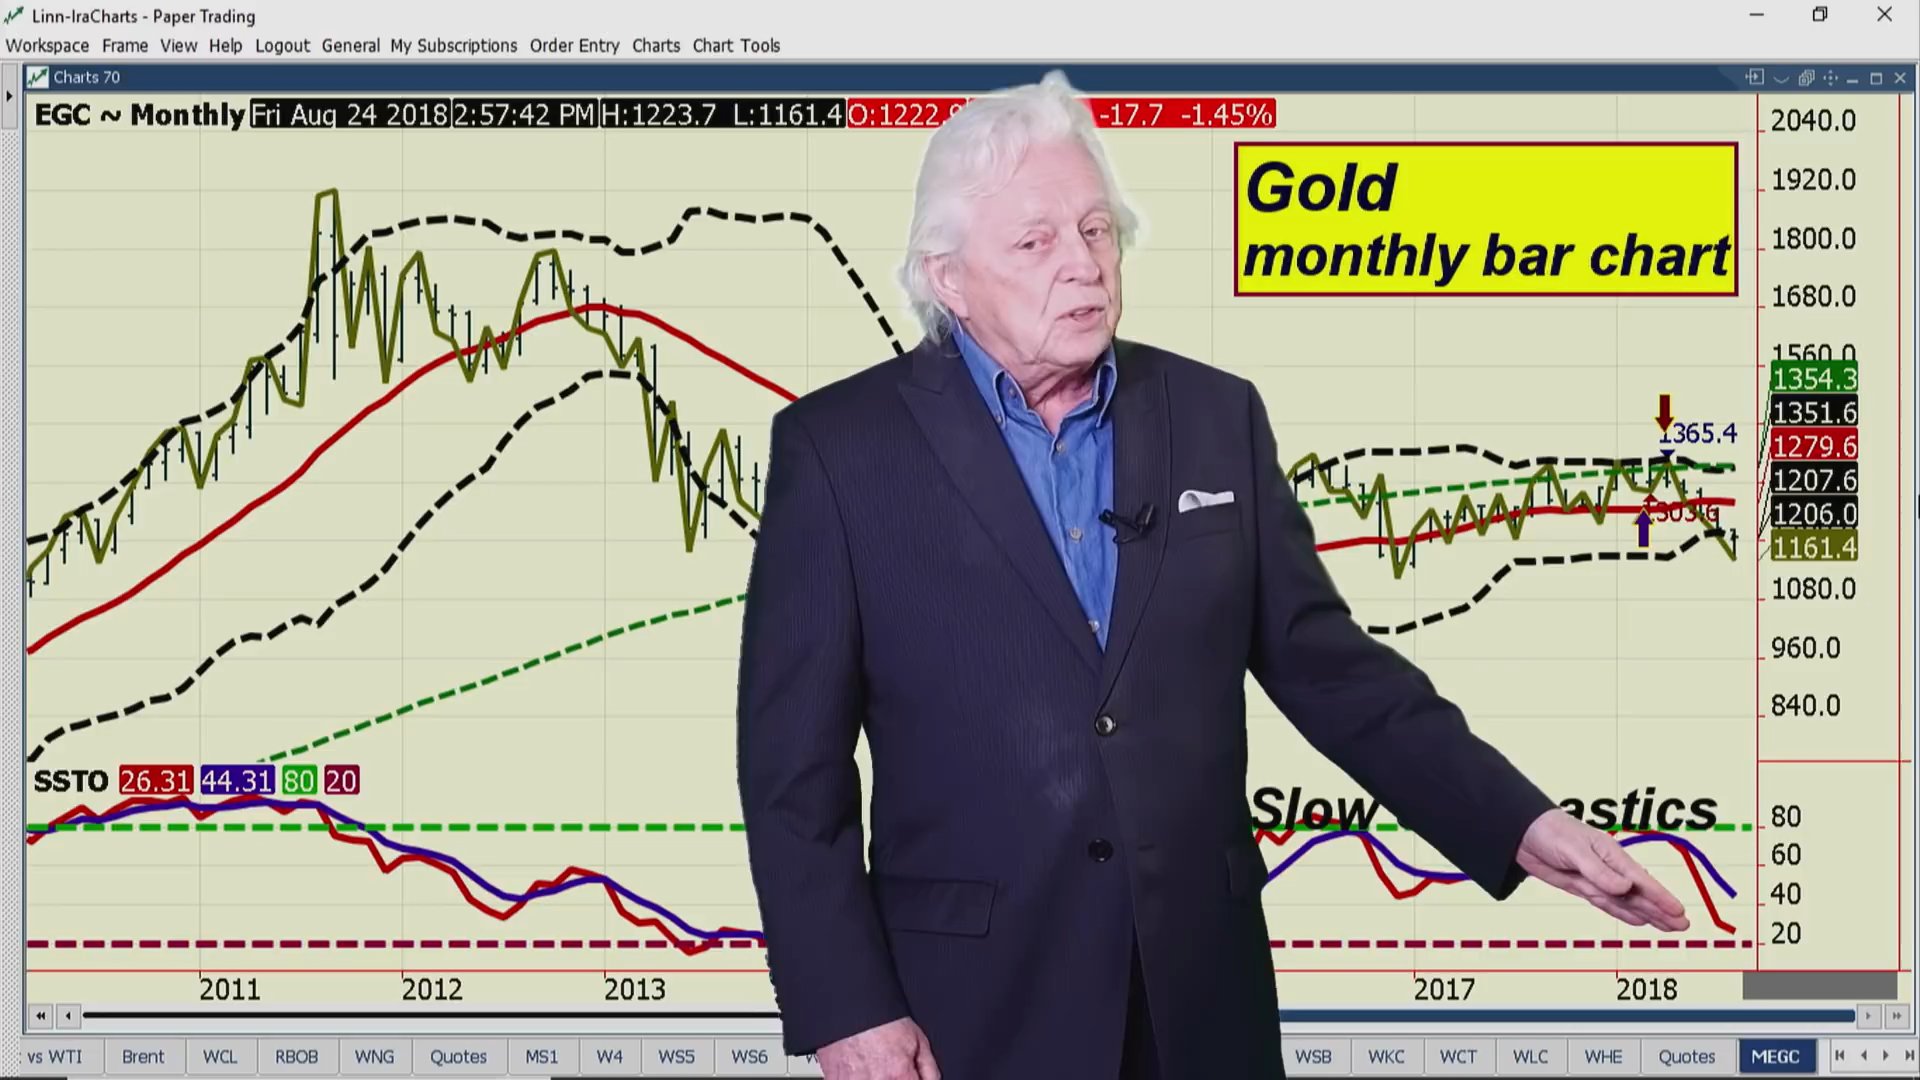 Linn-IraCharts - Paper Trading
Workspace Frame View Help Logout General My Subscriptions Order Entry Charts Chart Tools
Charts 70
EGC ~ Monthly Fri Aug 24 2018 2:57:42 PM H:1223.7 L:1161.4 O:1222.9 -17.7 -1.45%
Gold
monthly bar chart
2040.0
1920.0
1800.0
1680.0
1560.0
1354.3
1351.6
1365.4
1279.6
1207.6
1303.6
1206.0
1161.4
1080.0
960.0
840.0
SSTO 26.31 44.31 80 20
Slow astics
80
60
40
20
2011 2012 2013 2017 2018
vs WTI Brent WCL RBOB WNG Quotes MS1 W4 WS5 WS6 WSB WKC WCT WLC WHE Quotes MEGC